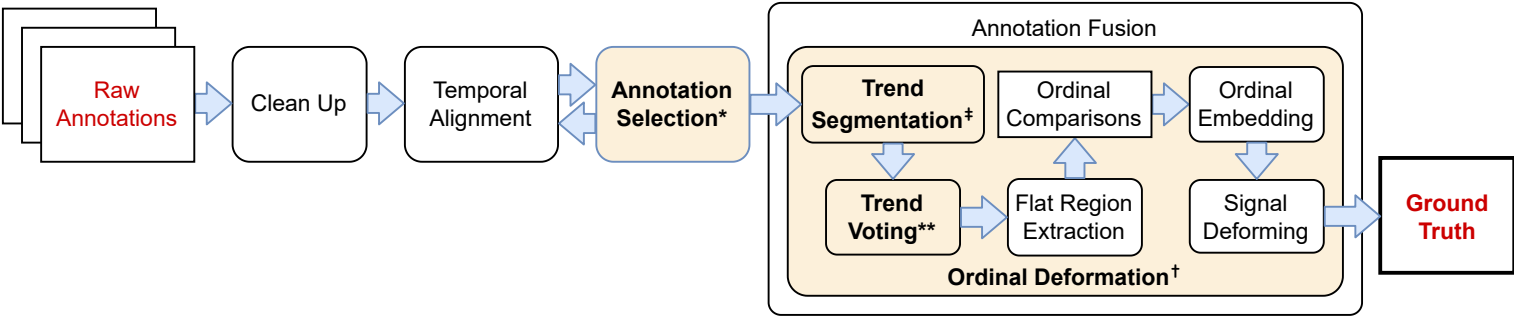 Raw
Annotations
Clean Up
Temporal
Alignment
Annotation
Selection*
Annotation Fusion
Trend
Segmentation‡
Trend
Voting**
Flat Region
Extraction
Ordinal
Comparisons
Ordinal
Embedding
Signal
Deforming
Ordinal Deformation†
Ground
Truth